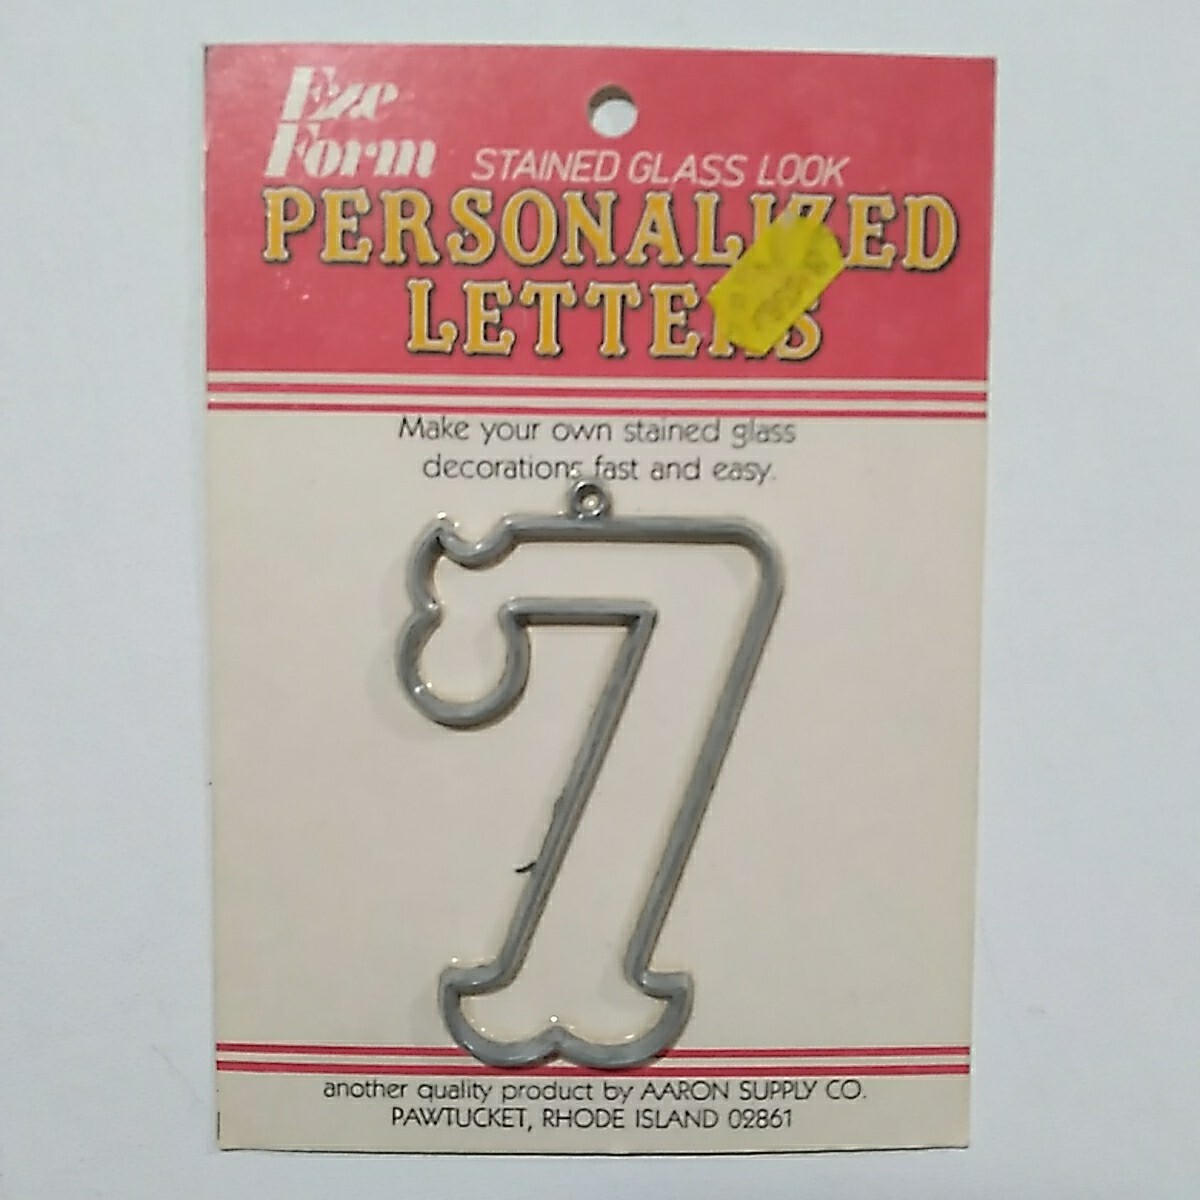 Eze
Form
STAINED GLASS LOOK
PERSONALIZED
LETTERS
Make your own stained glass
decorations fast and easy.
7
another quality product by AARON SUPPLY CO.
PAWTUCKET, RHODE ISLAND 02861